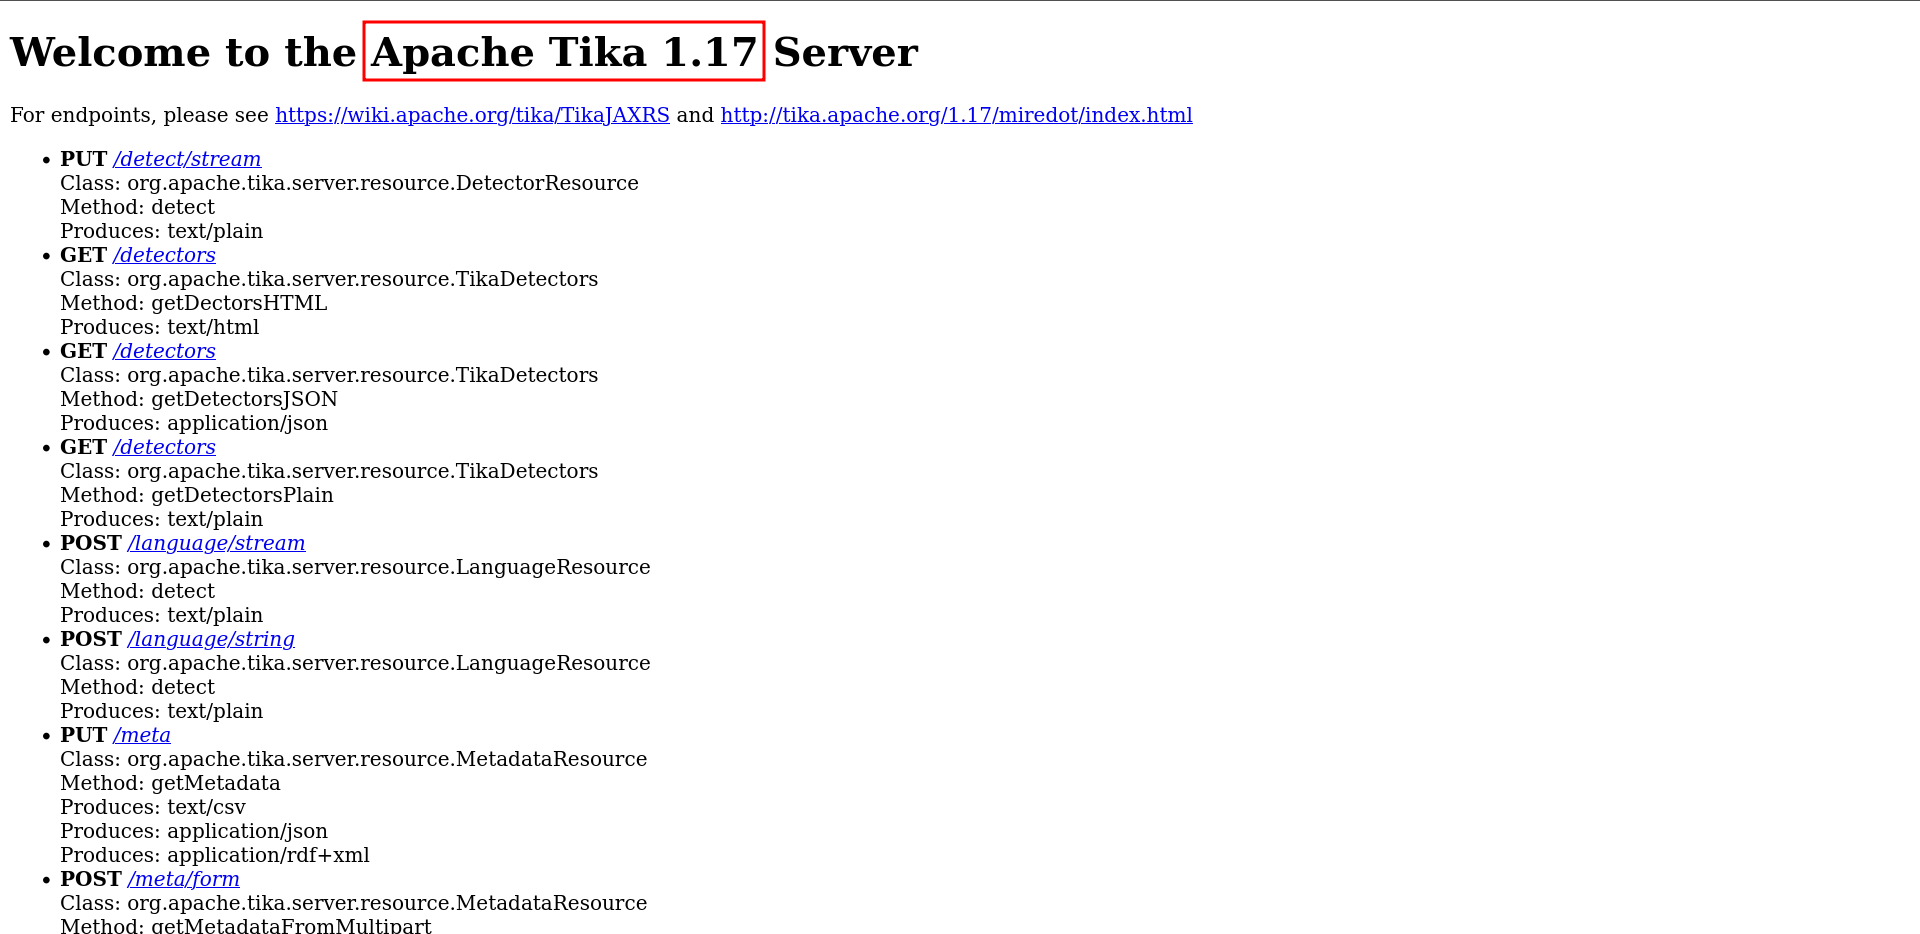 Welcome to the Apache Tika 1.17 Server
For endpoints, please see https://wiki.apache.org/tika/TikaJAXRS and http://tika.apache.org/1.17/miredot/index.html
• PUT /detect/stream
Class: org.apache.tika.server.resource.DetectorResource
Method: detect
Produces: text/plain
• GET /detectors
Class: org.apache.tika.server.resource.TikaDetectors
Method: getDectorsHTML
Produces: text/html
• GET /detectors
Class: org.apache.tika.server.resource.TikaDetectors
Method: getDetectorsJSON
Produces: application/json
• GET /detectors
Class: org.apache.tika.server.resource.TikaDetectors
Method: getDetectorsPlain
Produces: text/plain
• POST /language/stream
Class: org.apache.tika.server.resource.LanguageResource
Method: detect
Produces: text/plain
• POST /language/string
Class: org.apache.tika.server.resource.LanguageResource
Method: detect
Produces: text/plain
• PUT /meta
Class: org.apache.tika.server.resource.MetadataResource
Method: getMetadata
Produces: text/csv
Produces: application/json
Produces: application/rdf+xml
• POST /meta/form
Class: org.apache.tika.server.resource.MetadataResource
Method: getMetadataFromMultipart